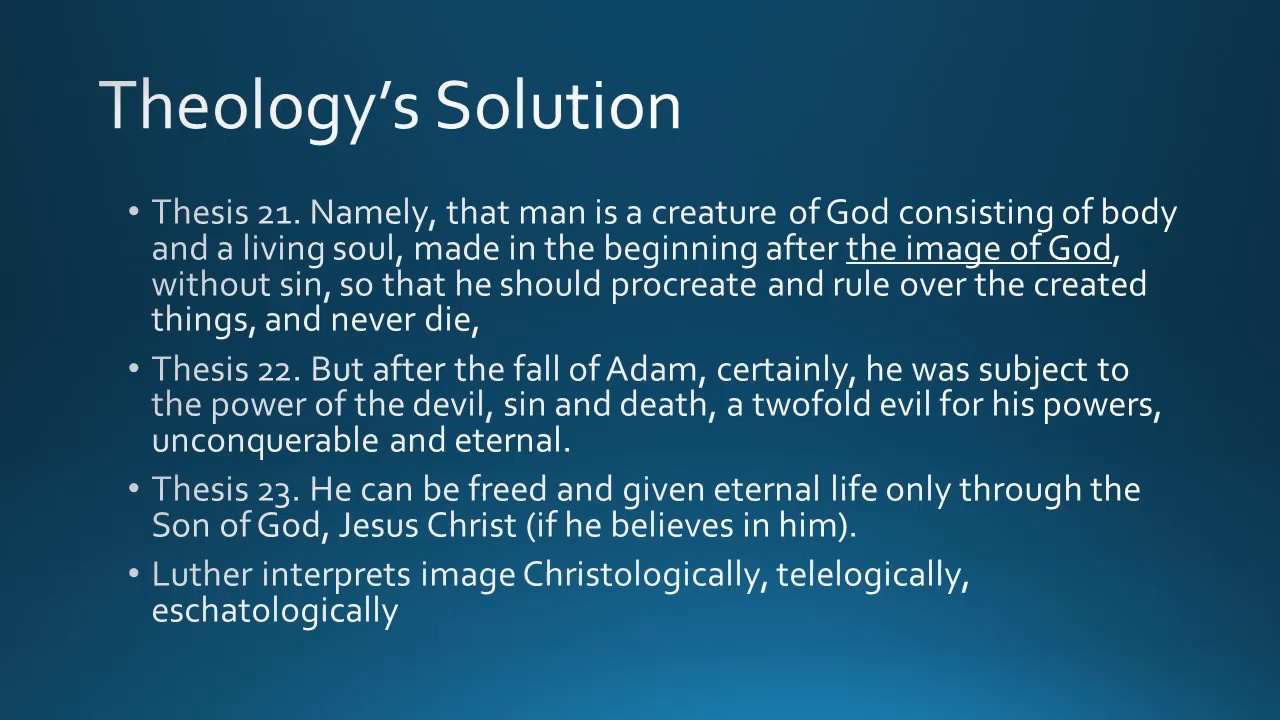 Theology’s Solution
• Thesis 21. Namely, that man is a creature of God consisting of body
and a living soul, made in the beginning after the image of God,
without sin, so that he should procreate and rule over the created
things, and never die,
• Thesis 22. But after the fall of Adam, certainly, he was subject to
the power of the devil, sin and death, a twofold evil for his powers,
unconquerable and eternal.
• Thesis 23. He can be freed and given eternal life only through the
Son of God, Jesus Christ (if he believes in him).
• Luther interprets image Christologically, telelogically,
eschatologically